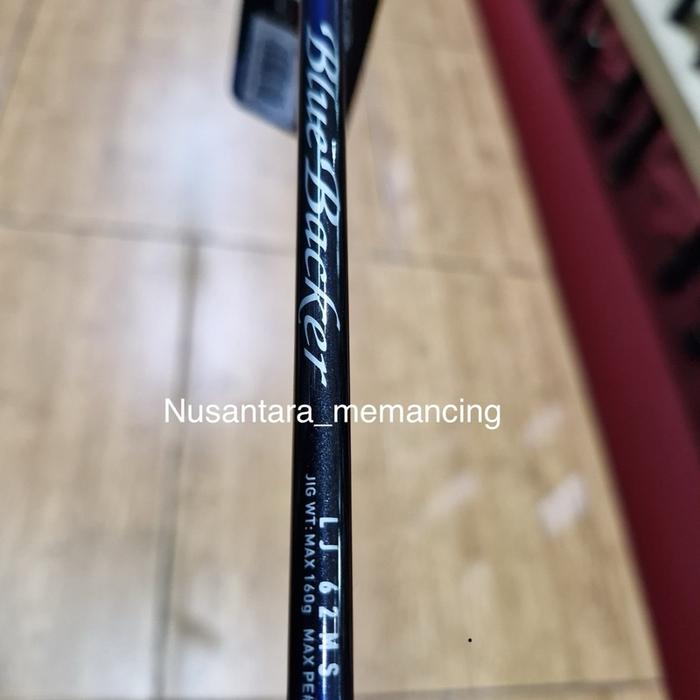 Blue Backer
Nusantara_memancing
LJ 62MS
JIG WT:MAX 160g MAX PE